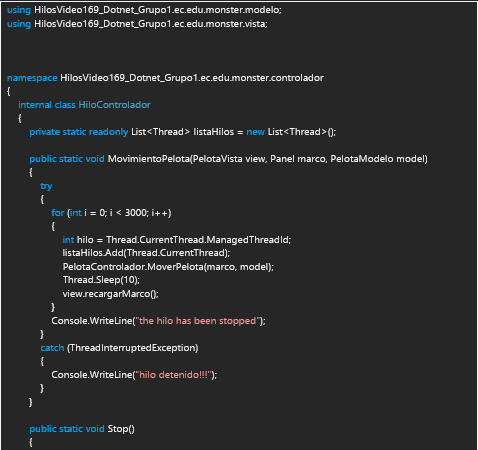 using HilosVideo169_Dotnet_Grupo1.ec.edu.monster.modelo;
using HilosVideo169_Dotnet_Grupo1.ec.edu.monster.vista;
namespace HilosVideo169_Dotnet_Grupo1.ec.edu.monster.controlador
{
internal class HiloControlador
{
private static readonly List<Thread> listaHilos = new List<Thread>();
public static void MovimientoPelota(PelotaVista view, Panel marco, PelotaModelo model)
{
try
{
for (int i = 0; i < 3000; i++)
{
int hilo = Thread.CurrentThread.ManagedThreadId;
listaHilos.Add(Thread.CurrentThread);
PelotaControlador.MoverPelota(marco, model);
Thread.Sleep(10);
view.recargarMarco();
}
Console.WriteLine("the hilo has been stopped");
}
catch (ThreadInterruptedException)
{
Console.WriteLine("hilo detenido!!!");
}
}
public static void Stop()
{